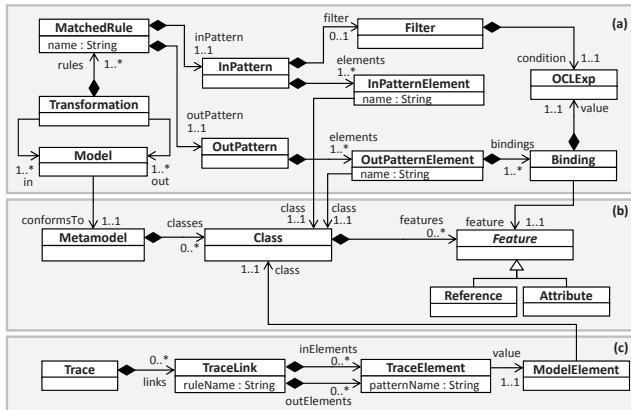 MatchedRule
name : String
inPattern
1..1
filter
0..1
Filter
(a)
rules
1..*
InPattern
elements
1..*
InPatternElement
name : String
condition
1..1
OCLExp
Transformation
outPattern
1..1
1..1
value
Model
1..*
in
1..*
out
OutPattern
elements
1..*
OutPatternElement
name : String
bindings
1..*
Binding
conformsTo
1..1
class
1..1
class
1..1
feature
1..1
(b)
Metamodel
classes
0..*
Class
features
0..*
Feature
1..1
class
Reference
Attribute
(c)
Trace
0..*
links
TraceLink
ruleName : String
inElements
0..*
0..*
outElements
TraceElement
patternName : String
value
1..1
ModelElement